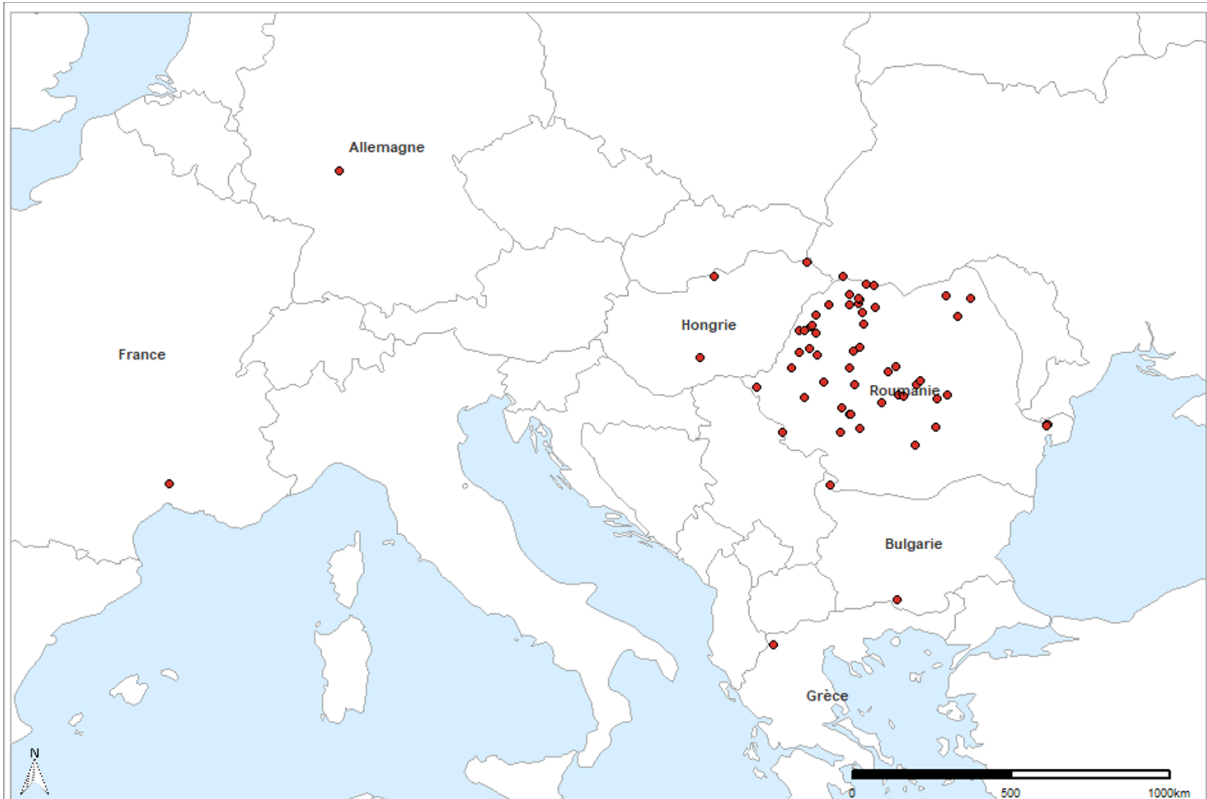 Allemagne
Hongrie
France
Roumanie
Bulgarie
Grèce
N
0 500 1000km